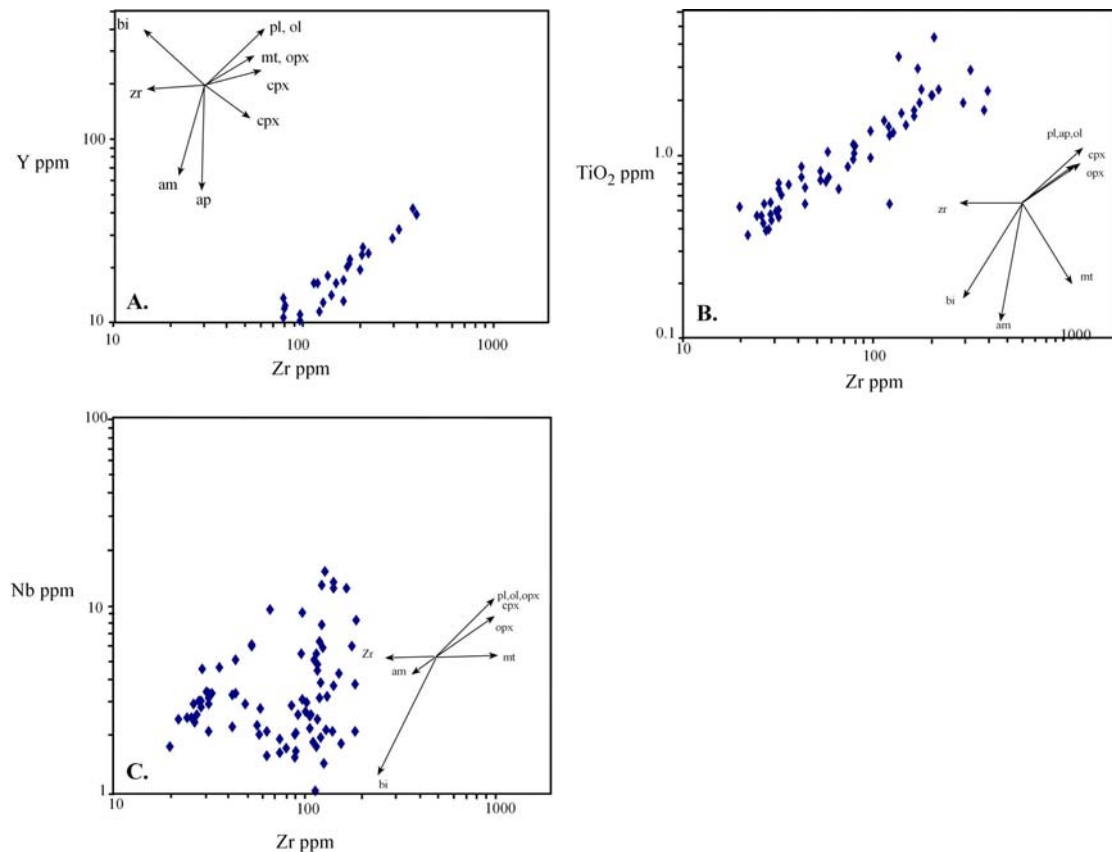 bi
pl, ol
mt, opx
cpx
zr
cpx
am
ap
100
Y ppm
A.
10
10
100
1000
Zr ppm
1.0
TiO2 ppm
pl,ap,ol
cpx
opx
zr
bi
mt
am
B.
0.1
10
100
1000
Zr ppm
100
Nb ppm
10
pl,ol,opx
cpx
opx
Zr
mt
am
bi
C.
1
10
100
1000
Zr ppm